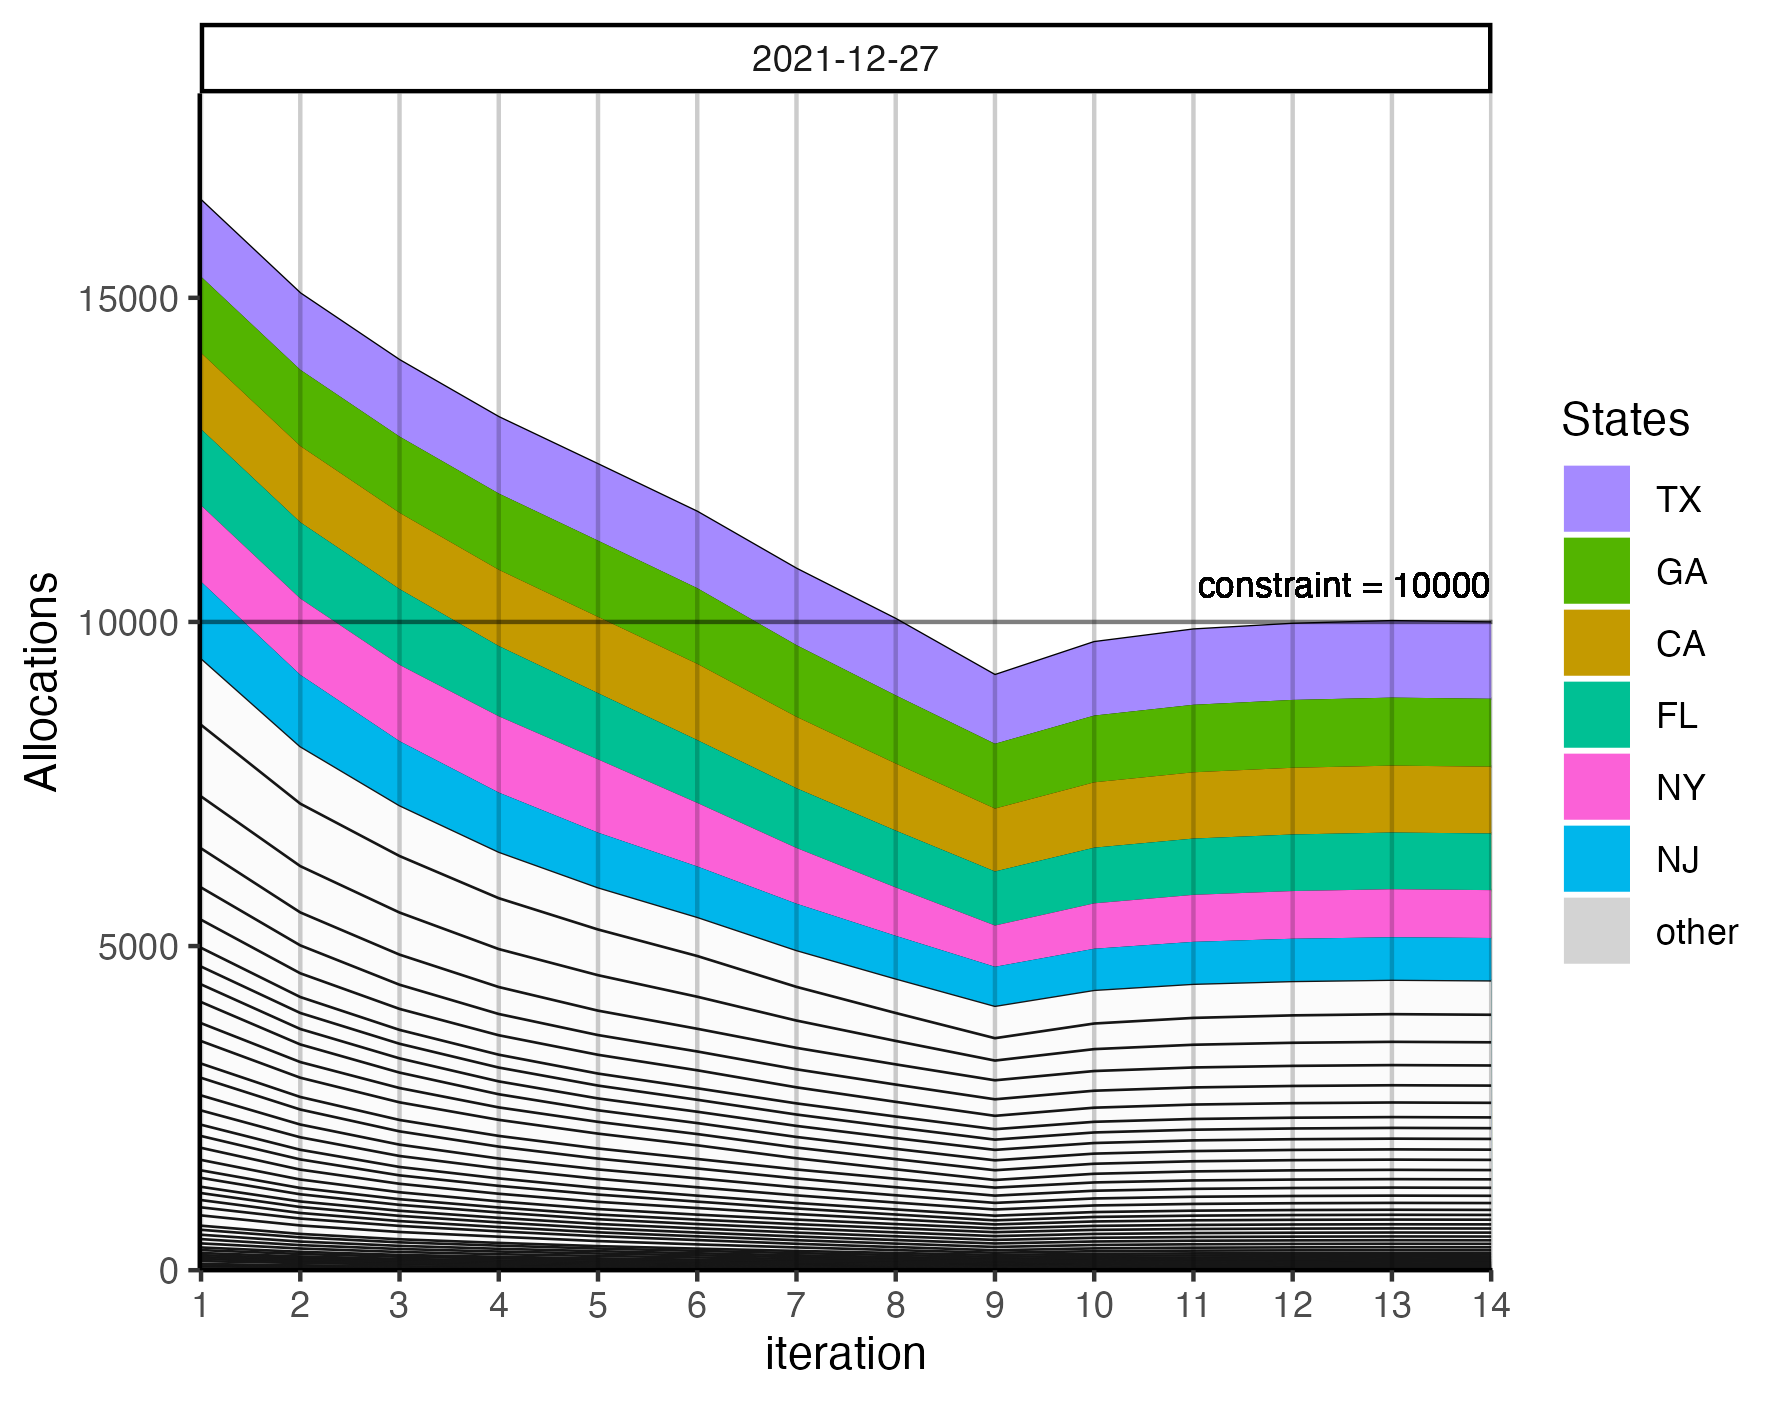 2021-12-27
Allocations
15000
10000
5000
0
constraint = 10000
1 2 3 4 5 6 7 8 9 10 11 12 13 14
iteration
States
TX
GA
CA
FL
NY
NJ
other